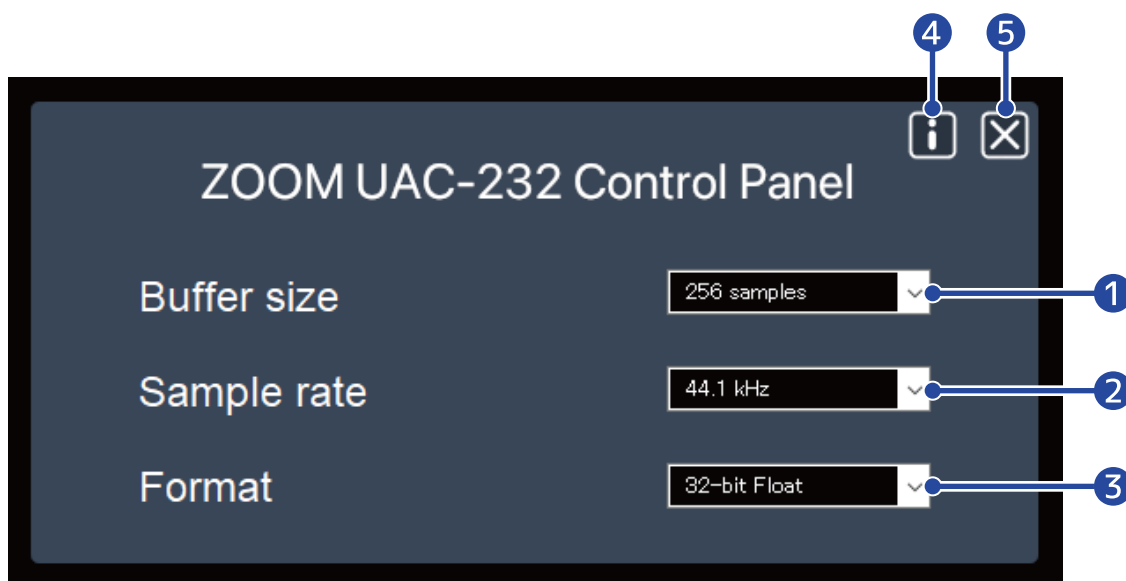 4 5
i X
ZOOM UAC-232 Control Panel
Buffer size 256 samples 1
Sample rate 44.1 kHz 2
Format 32-bit Float 3